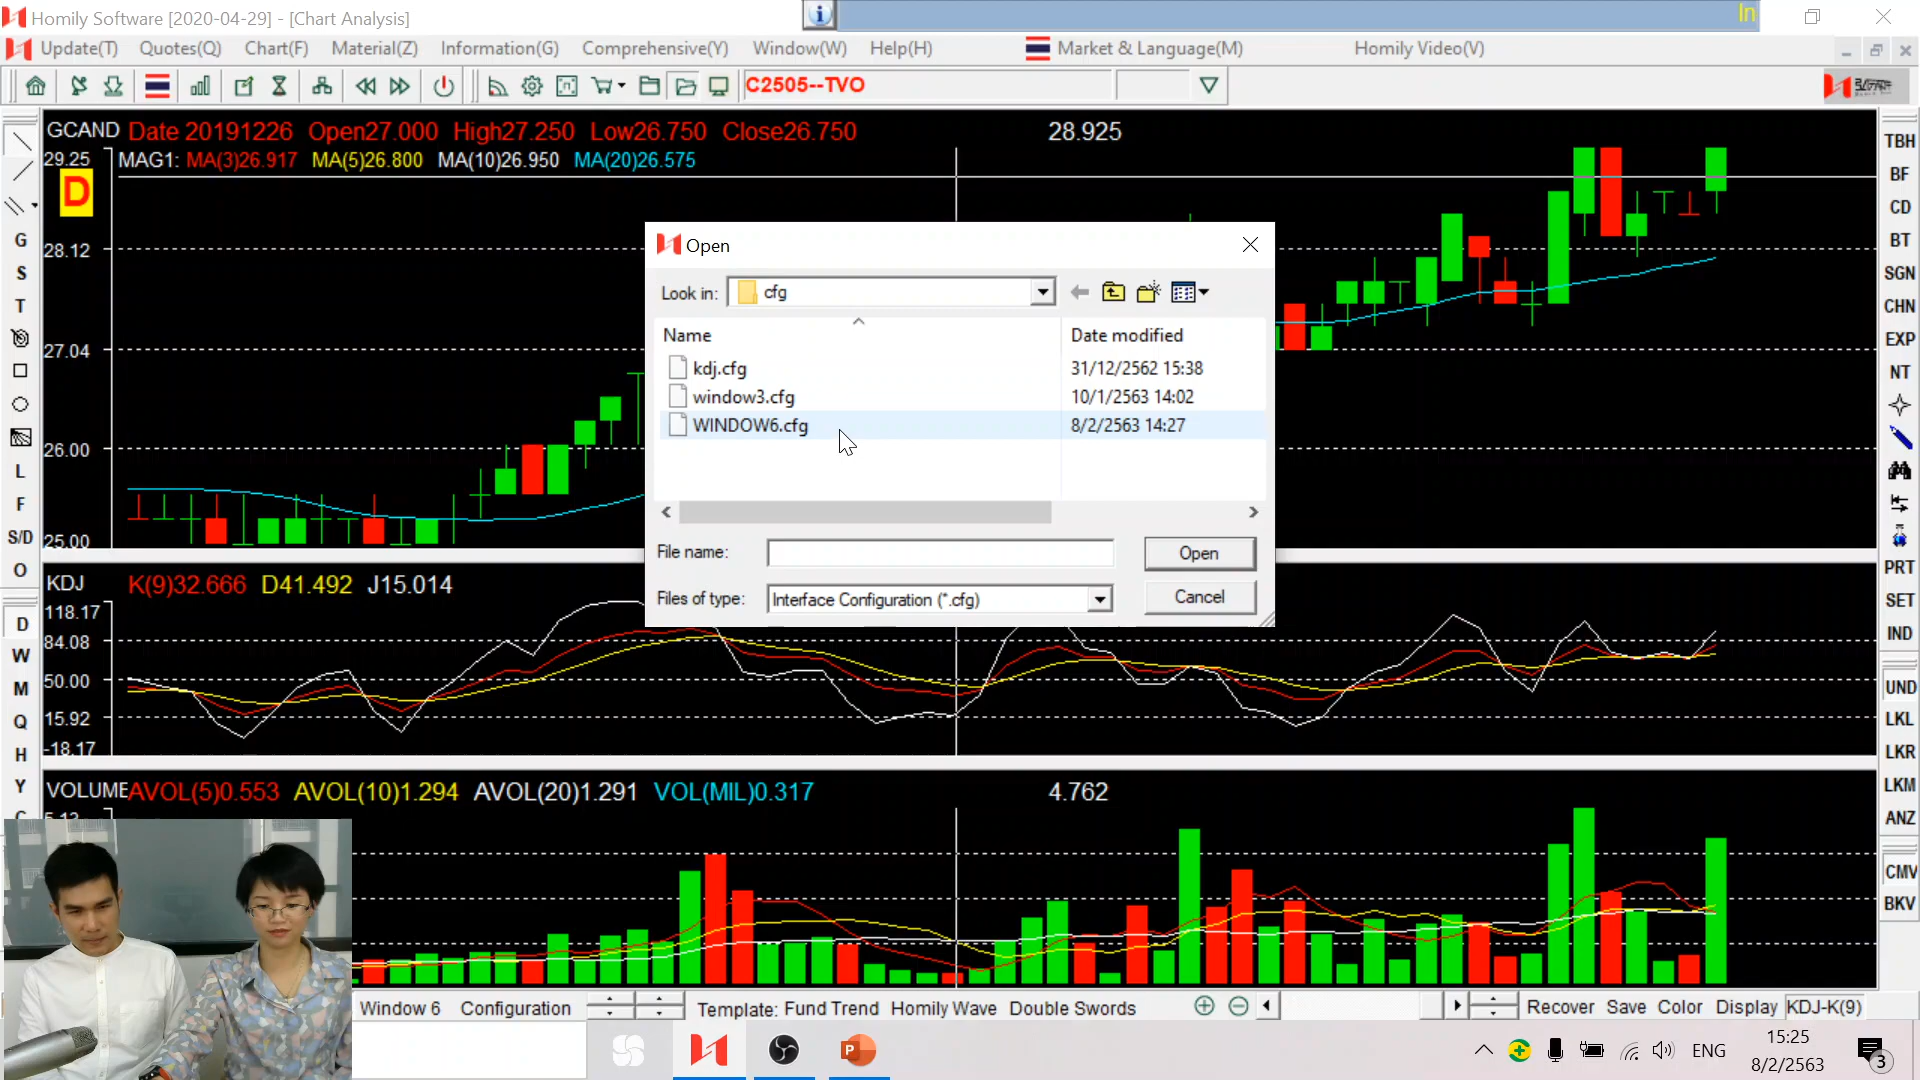 Homily Software [2020-04-29] - [Chart Analysis]
In
Update(T) Quotes(Q) Chart(F) Material(Z) Information(G) Comprehensive(Y) Window(W) Help(H) Market & Language(M) Homily Video(V)
C2505--TVO
GCAND Date 20191226 Open27.000 High27.250 Low26.750 Close26.750 28.925
29.25 MAG1: MA(3)26.917 MA(5)26.800 MA(10)26.950 MA(20)26.575
D
28.12
27.04
26.00
25.00
Open
Look in: cfg
Name Date modified
kdj.cfg 31/12/2562 15:38
window3.cfg 10/1/2563 14:02
WINDOW6.cfg 8/2/2563 14:27
File name: Open
Files of type: Interface Configuration (*.cfg) Cancel
KDJ K(9)32.666 D41.492 J15.014
118.17
84.08
50.00
15.92
-18.17
VOLUME AVOL(5)0.553 AVOL(10)1.294 AVOL(20)1.291 VOL(MIL)0.317 4.762
G
S
T
L
F
S/D
O
D
W
M
Q
H
Y
TBH
BF
CD
BT
SGN
CHN
EXP
NT
PRT
SET
IND
UND
LKL
LKR
LKM
ANZ
CMV
BKV
Window 6 Configuration Template: Fund Trend Homily Wave Double Swords Recover Save Color Display KDJ-K(9)
ENG 15:25
8/2/2563
3